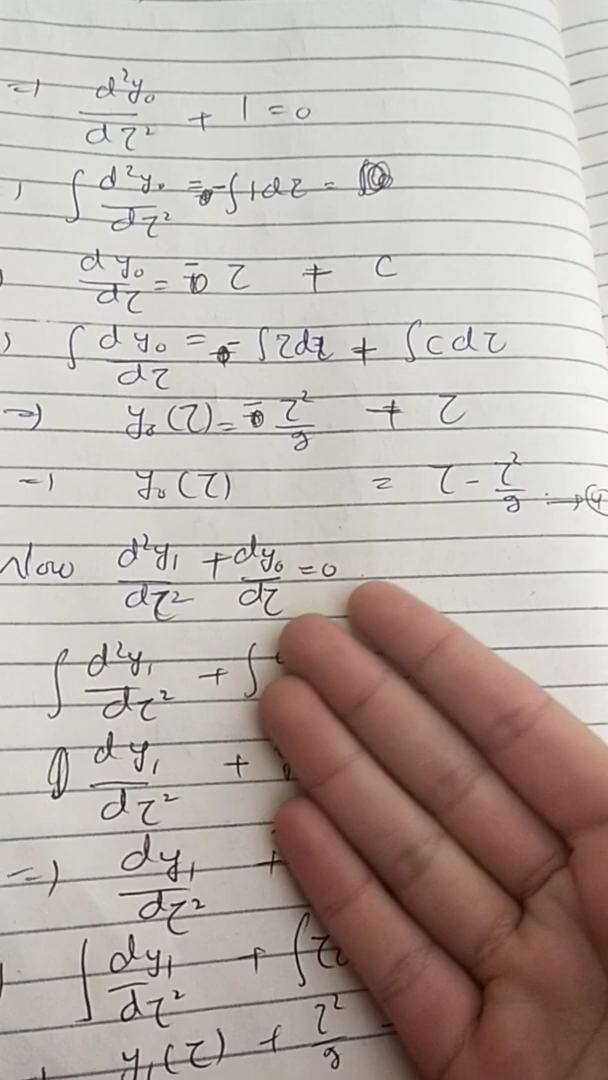 =) d²y₀/dτ² + 1 = 0
, ∫ d²y₀/dτ² = -∫1dτ =
dy₀/dτ = - τ + C
, ∫ dy₀/dτ = - ∫τdτ + ∫cdτ
=) y₀(τ) = - τ²/2 + τ
=) y₀(τ) = τ - τ²/2 → (4
Now d²y₁/dτ² + dy₀/dτ = 0
∫ d²y₁/dτ² + ∫
dy₁/dτ² +
=) dy₁/dτ² +
∫ dy₁/dτ² + ∫τ
y₁(τ) + τ²/2